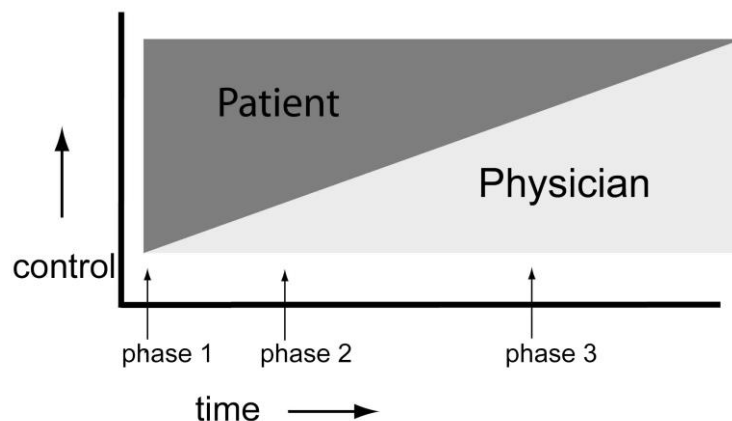 Patient
Physician
control
phase 1
phase 2
phase 3
time